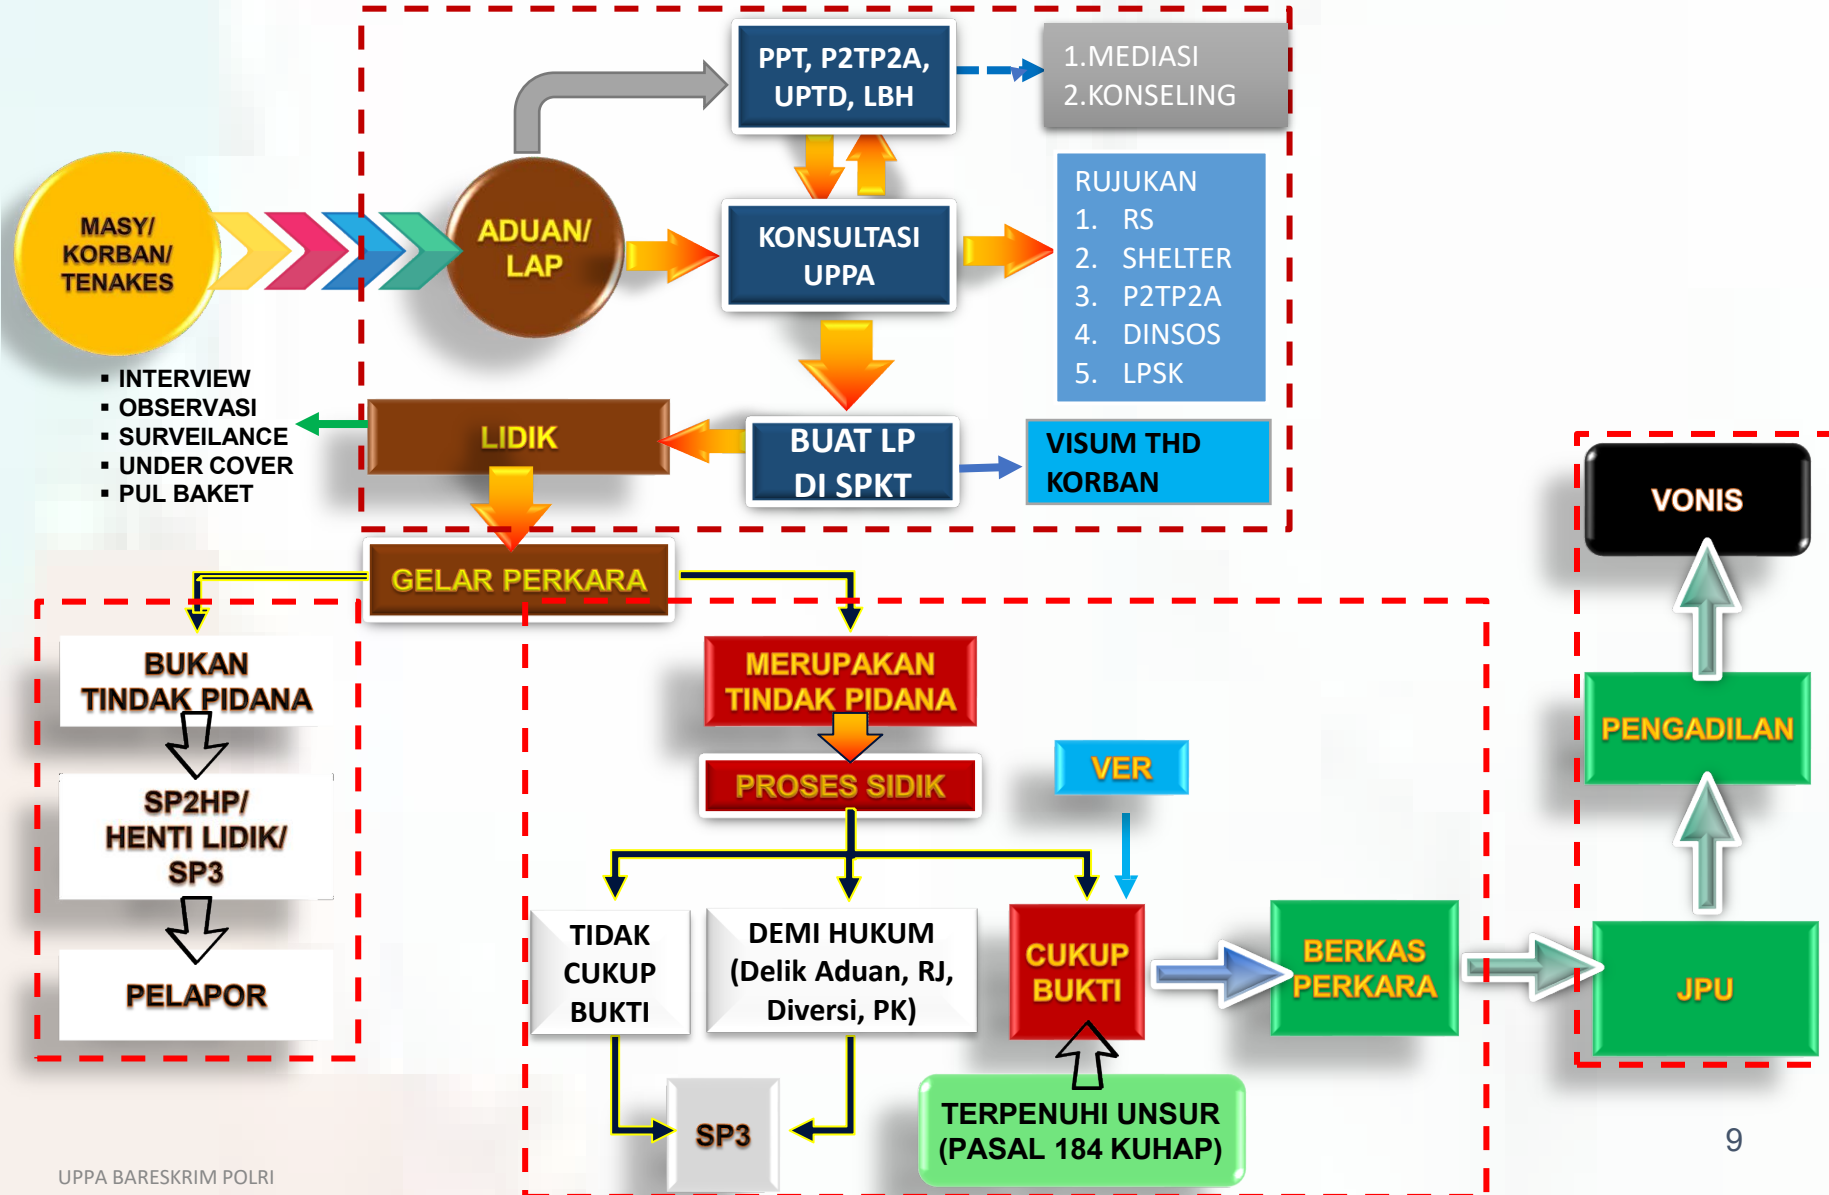 PPT, P2TP2A,
UPTD, LBH
1.MEDIASI
2.KONSELING
MASY/
KORBAN/
TENAKES
ADUAN/
LAP
KONSULTASI
UPPA
RUJUKAN
1. RS
2. SHELTER
3. P2TP2A
4. DINSOS
5. LPSK
▪ INTERVIEW
▪ OBSERVASI
▪ SURVEILANCE
▪ UNDER COVER
▪ PUL BAKET
LIDIK
BUAT LP
DI SPKT
VISUM THD
KORBAN
GELAR PERKARA
BUKAN
TINDAK PIDANA
SP2HP/
HENTI LIDIK/
SP3
PELAPOR
MERUPAKAN
TINDAK PIDANA
PROSES SIDIK
VER
TIDAK
CUKUP
BUKTI
DEMI HUKUM
(Delik Aduan, RJ,
Diversi, PK)
CUKUP
BUKTI
BERKAS
PERKARA
SP3
TERPENUHI UNSUR
(PASAL 184 KUHAP)
VONIS
PENGADILAN
JPU
UPPA BARESKRIM POLRI
9